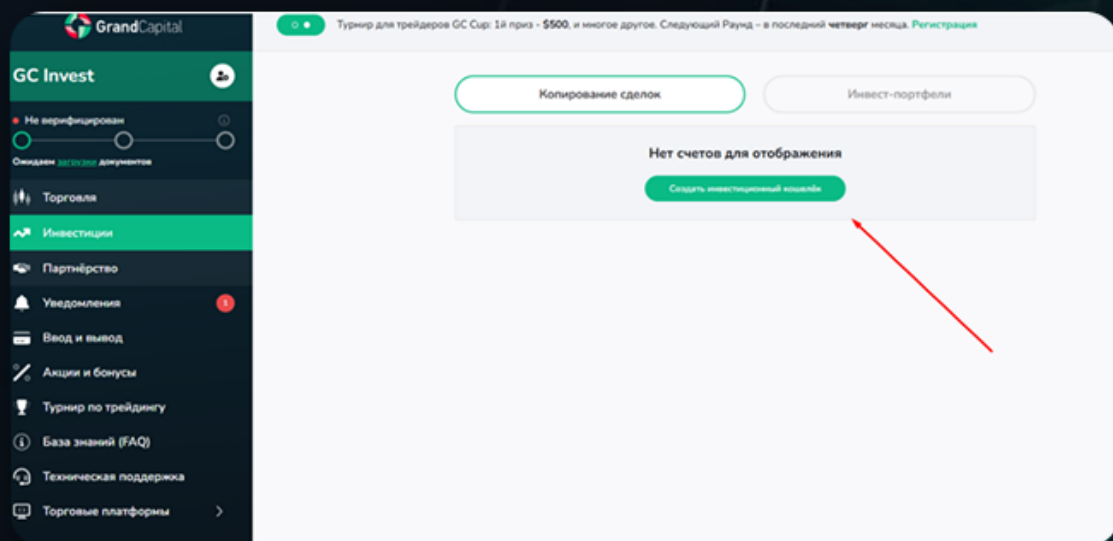 GrandCapital
Турнир для трейдеров GC Cup: 1й приз - $500, и многое другое. Следующий Раунд – в последний четверг месяца. Регистрация
GC Invest
Не верифицирован
Ожидаем загрузки документов
Торговля
Инвестиции
Партнёрство
Уведомления
1
Ввод и вывод
Акции и бонусы
Турнир по трейдингу
База знаний (FAQ)
Техническая поддержка
Торговые платформы
Копирование сделок
Инвест-портфели
Нет счетов для отображения
Создать инвестиционный кошелёк